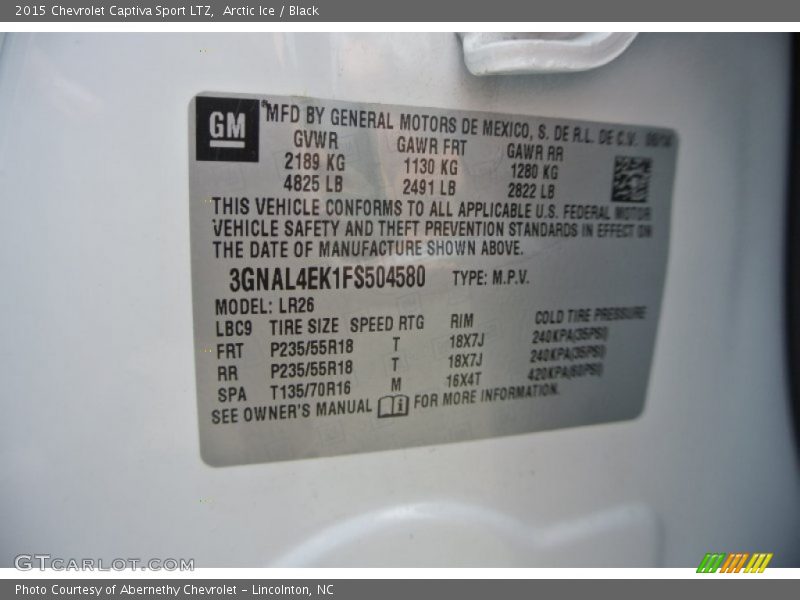 2015 Chevrolet Captiva Sport LTZ, Arctic Ice / Black
GM
*MFD BY GENERAL MOTORS DE MEXICO, S. DE R.L. DE C.V.
GVWR GAWR FRT GAWR RR
2189 KG 1130 KG 1280 KG
4825 LB 2491 LB 2822 LB
THIS VEHICLE CONFORMS TO ALL APPLICABLE U.S. FEDERAL MOTOR
VEHICLE SAFETY AND THEFT PREVENTION STANDARDS IN EFFECT ON
THE DATE OF MANUFACTURE SHOWN ABOVE.
3GNAL4EK1FS504580 TYPE: M.P.V.
MODEL: LR26
LBC9 TIRE SIZE SPEED RTG RIM COLD TIRE PRESSURE
FRT P235/55R18 T 18X7J 240KPA(35PSI)
RR P235/55R18 T 18X7J 240KPA(35PSI)
SPA T135/70R16 M 16X4T 420KPA(60PSI)
SEE OWNER'S MANUAL FOR MORE INFORMATION.
GTCARLOT.COM
Photo Courtesy of Abernethy Chevrolet - Lincolnton, NC